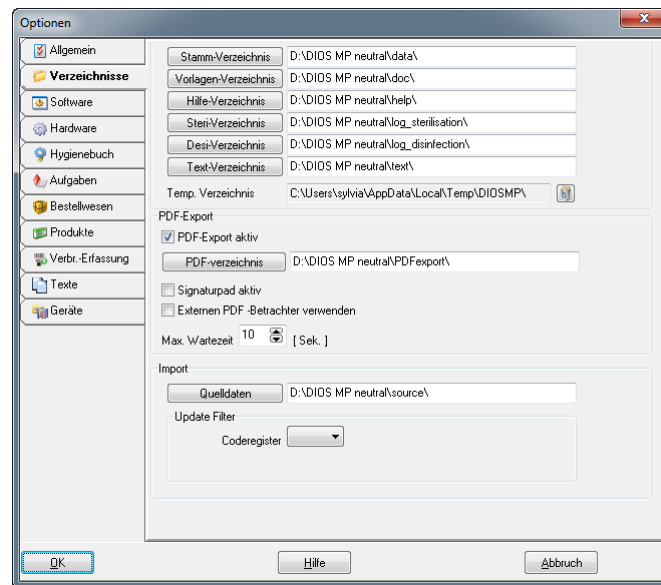 Optionen
Allgemein
Verzeichnisse
Software
Hardware
Hygienebuch
Aufgaben
Bestellwesen
Produkte
Verbr.-Erfassung
Texte
Geräte
Stamm-Verzeichnis D:\DIOS MP neutral\data\
Vorlagen-Verzeichnis D:\DIOS MP neutral\doc\
Hilfe-Verzeichnis D:\DIOS MP neutral\help\
Steri-Verzeichnis D:\DIOS MP neutral\log_sterilisation\
Desi-Verzeichnis D:\DIOS MP neutral\log_disinfection\
Text-Verzeichnis D:\DIOS MP neutral\text\
Temp. Verzeichnis C:\Users\sylvia\AppData\Local\Temp\DIOSMP\
PDF-Export
PDF-Export aktiv
PDF-verzeichnis D:\DIOS MP neutral\PDFexport\
Signaturpad aktiv
Externen PDF -Betrachter verwenden
Max. Wartezeit 10 [ Sek. ]
Import
Quelldaten D:\DIOS MP neutral\source\
Update Filter
Coderegister
OK Hilfe Abbruch